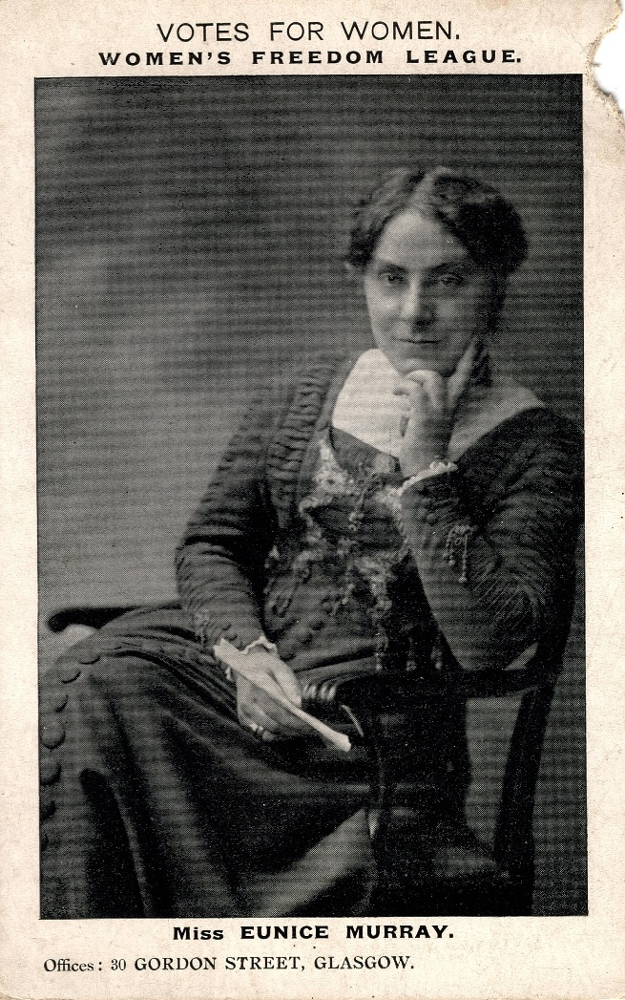 VOTES FOR WOMEN.
WOMEN'S FREEDOM LEAGUE.
Miss EUNICE MURRAY.
Offices: 30 GORDON STREET, GLASGOW.